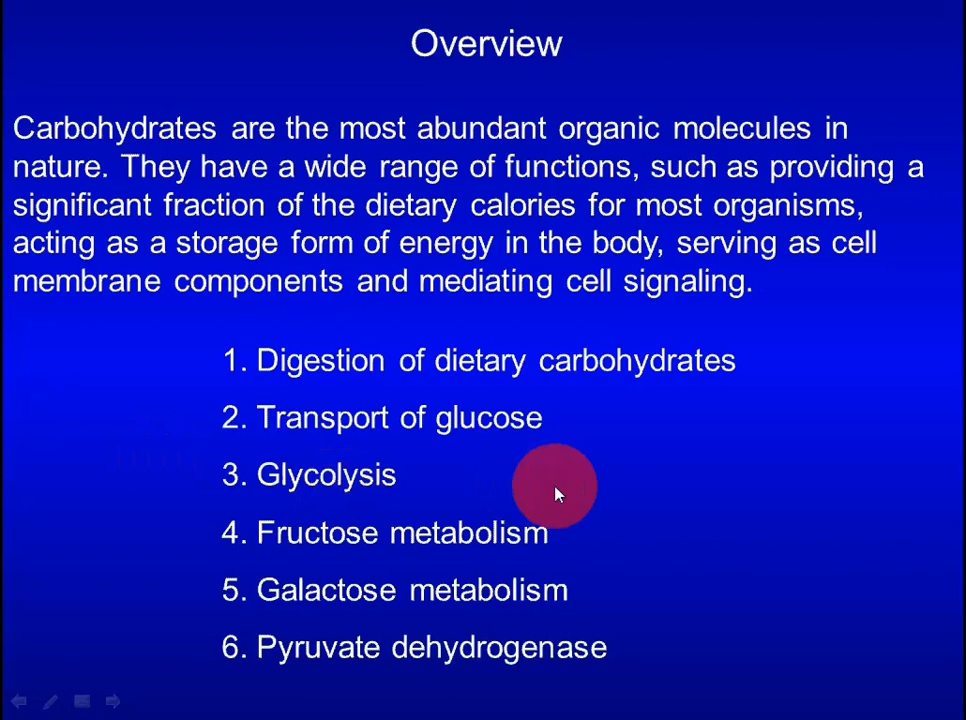 Overview
Carbohydrates are the most abundant organic molecules in
nature. They have a wide range of functions, such as providing a
significant fraction of the dietary calories for most organisms,
acting as a storage form of energy in the body, serving as cell
membrane components and mediating cell signaling.
1. Digestion of dietary carbohydrates
2. Transport of glucose
3. Glycolysis
4. Fructose metabolism
5. Galactose metabolism
6. Pyruvate dehydrogenase